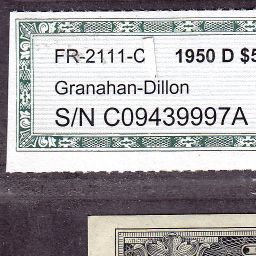 FR-2111-C 1950 D $5
Granahan-Dillon
S/N C09439997A